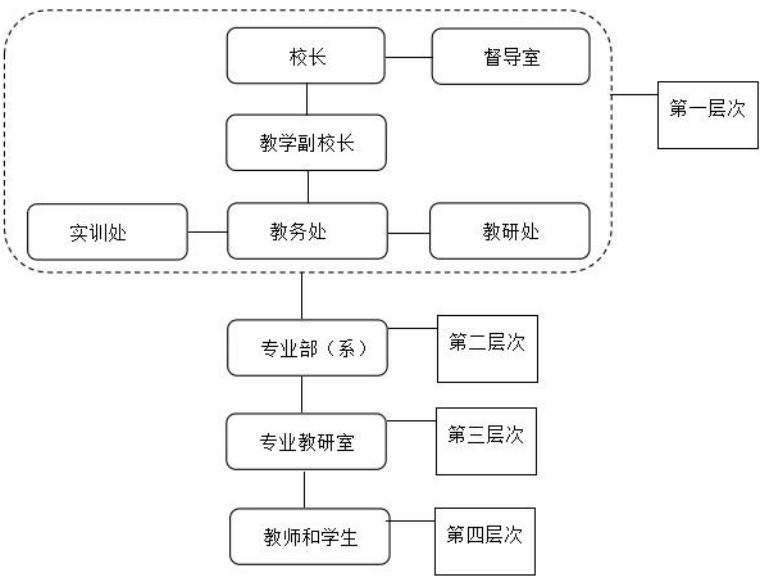 校长
督导室
第一层次
教学副校长
实训处
教务处
教研处
专业部（系）
第二层次
专业教研室
第三层次
教师和学生
第四层次